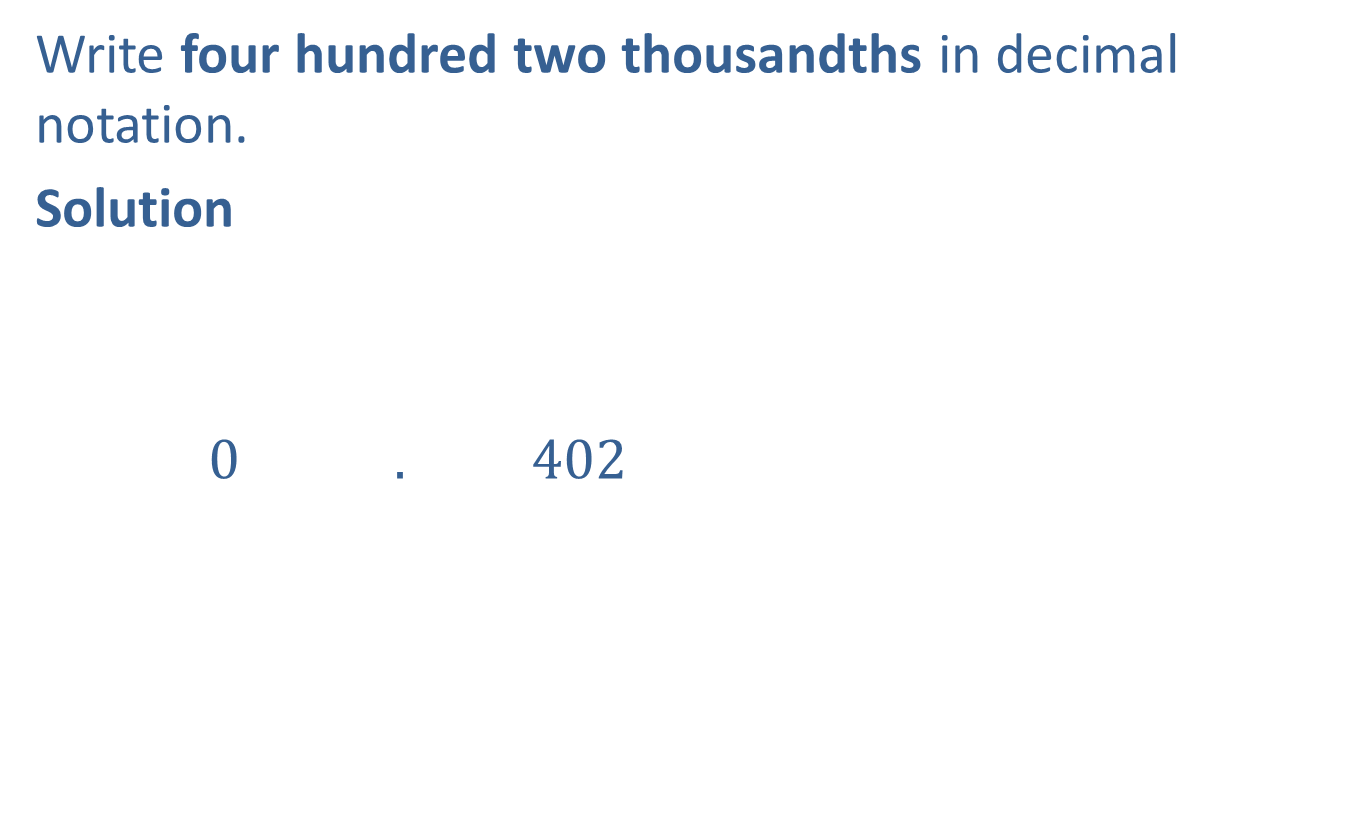 Write four hundred two thousandths in decimal
notation.
Solution
0 . 402